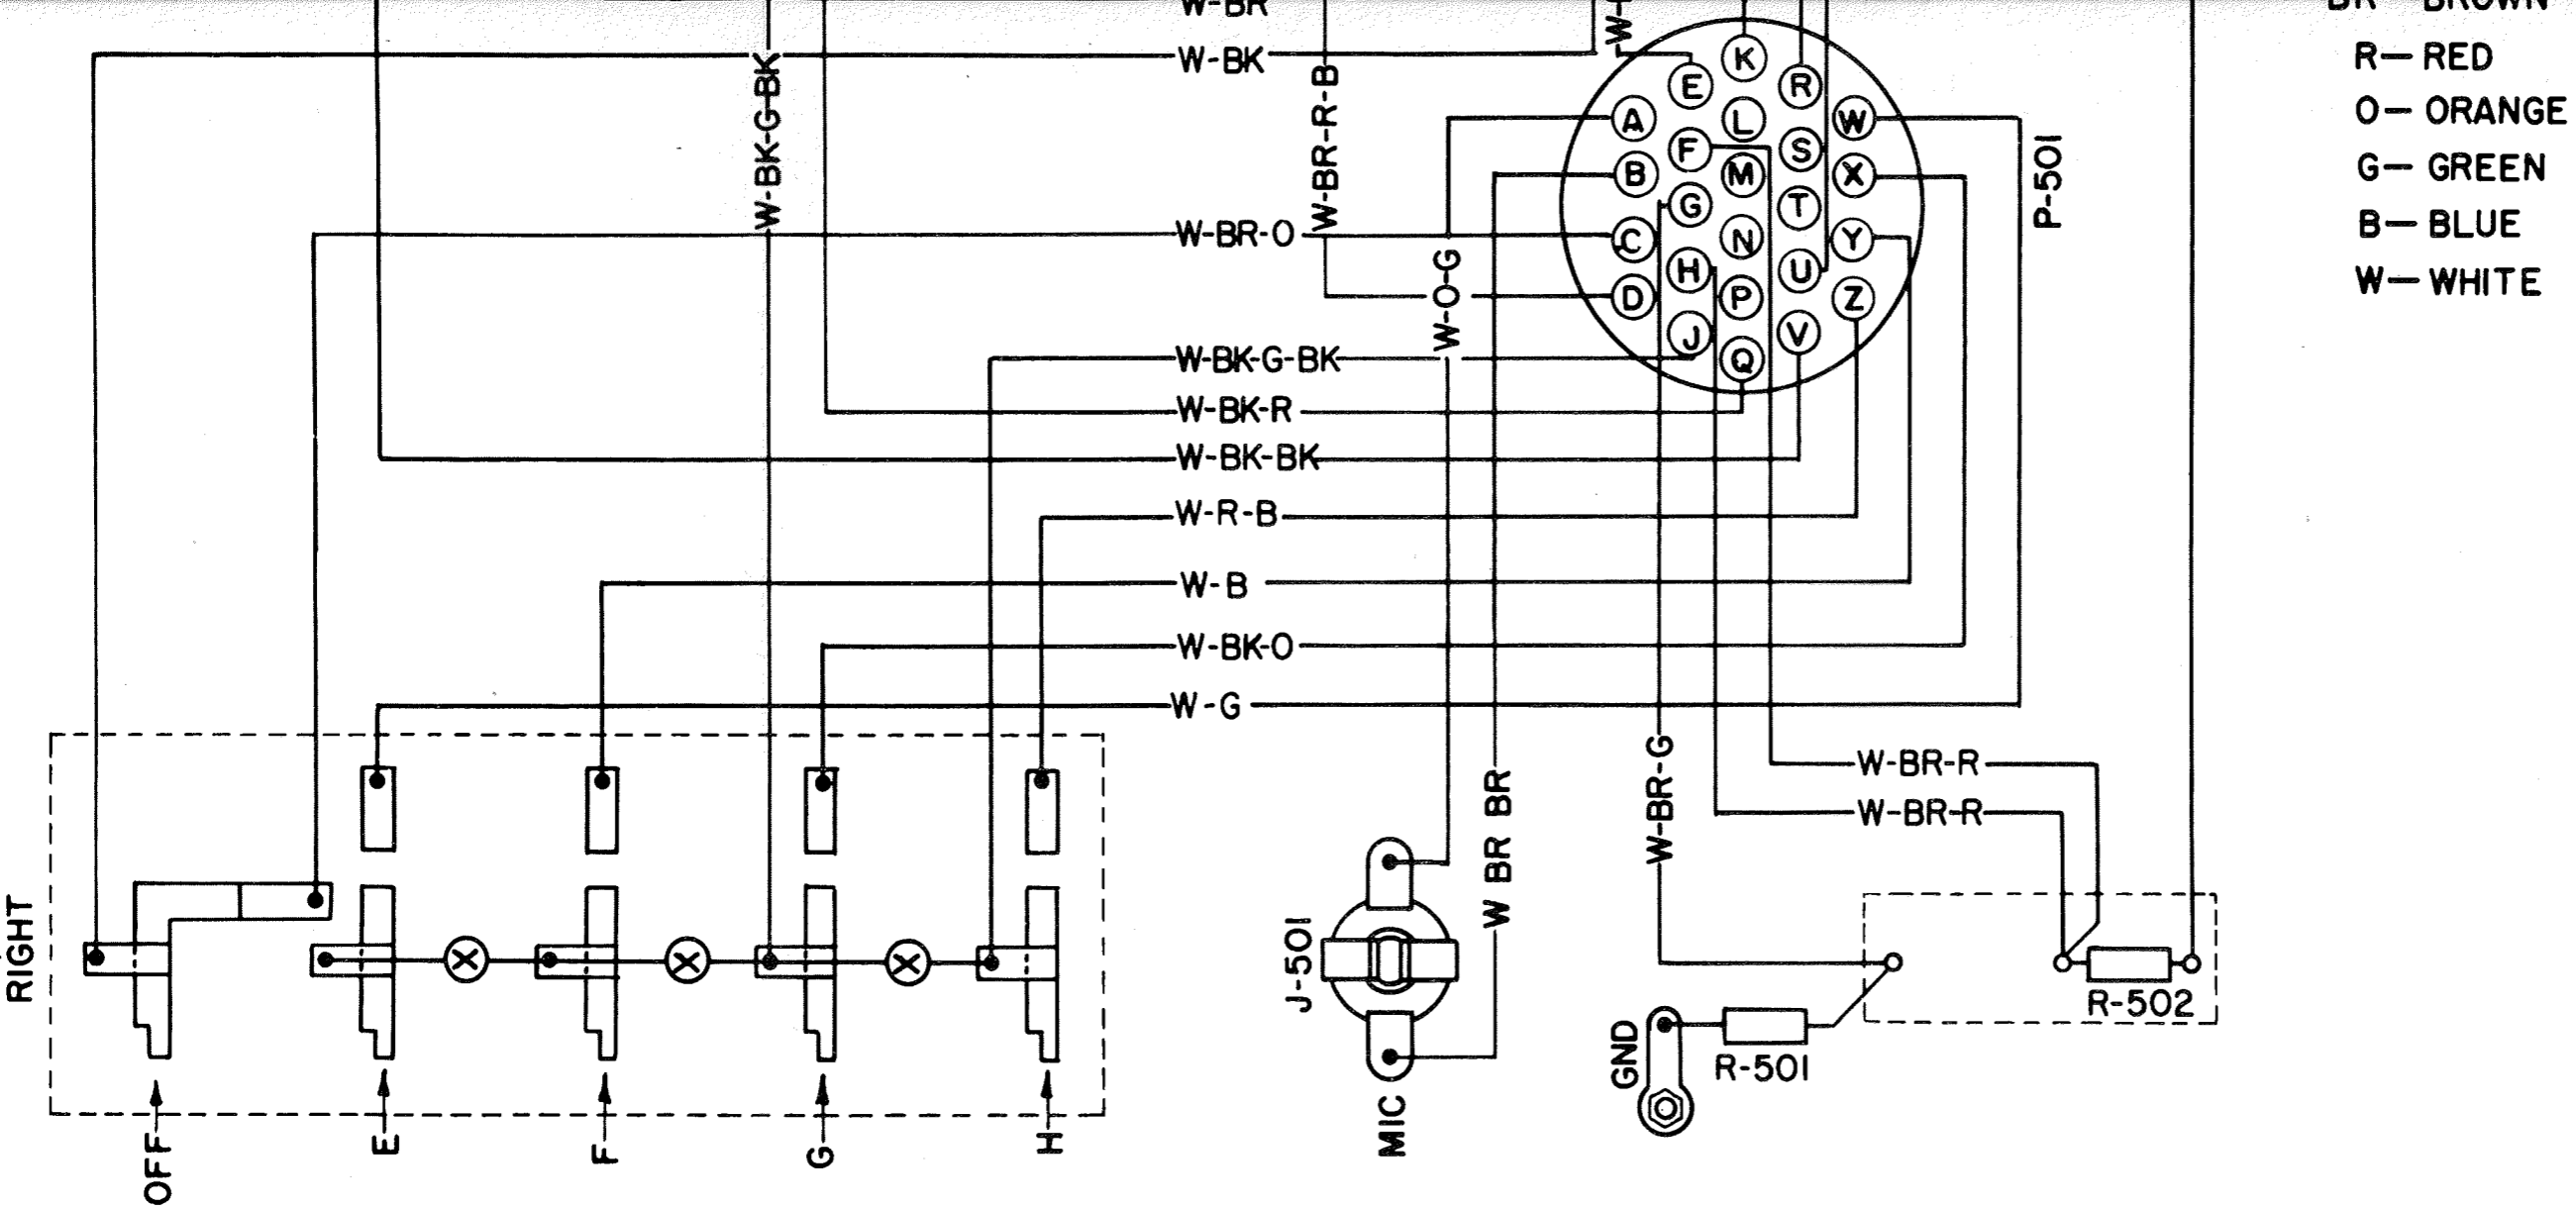 W-BR
BR— BROWN
W-BK
R— RED
O— ORANGE
G— GREEN
B— BLUE
W— WHITE
W-BK-G-BK
W-BR-R-B
K
E
R
A
L
W
F
S
B
M
X
G
T
C
N
Y
H
U
D
P
Z
J
V
Q
P-501
W-BR-O
W-O-G
W-BK-G-BK
W-BK-R
W-BK-BK
W-R-B
W-B
W-BK-O
W-G
W-BR-G
W BR BR
W-BR-R
W-BR-R
RIGHT
J-501
R-502
GND
R-501
MIC
OFF
E
F
G
H